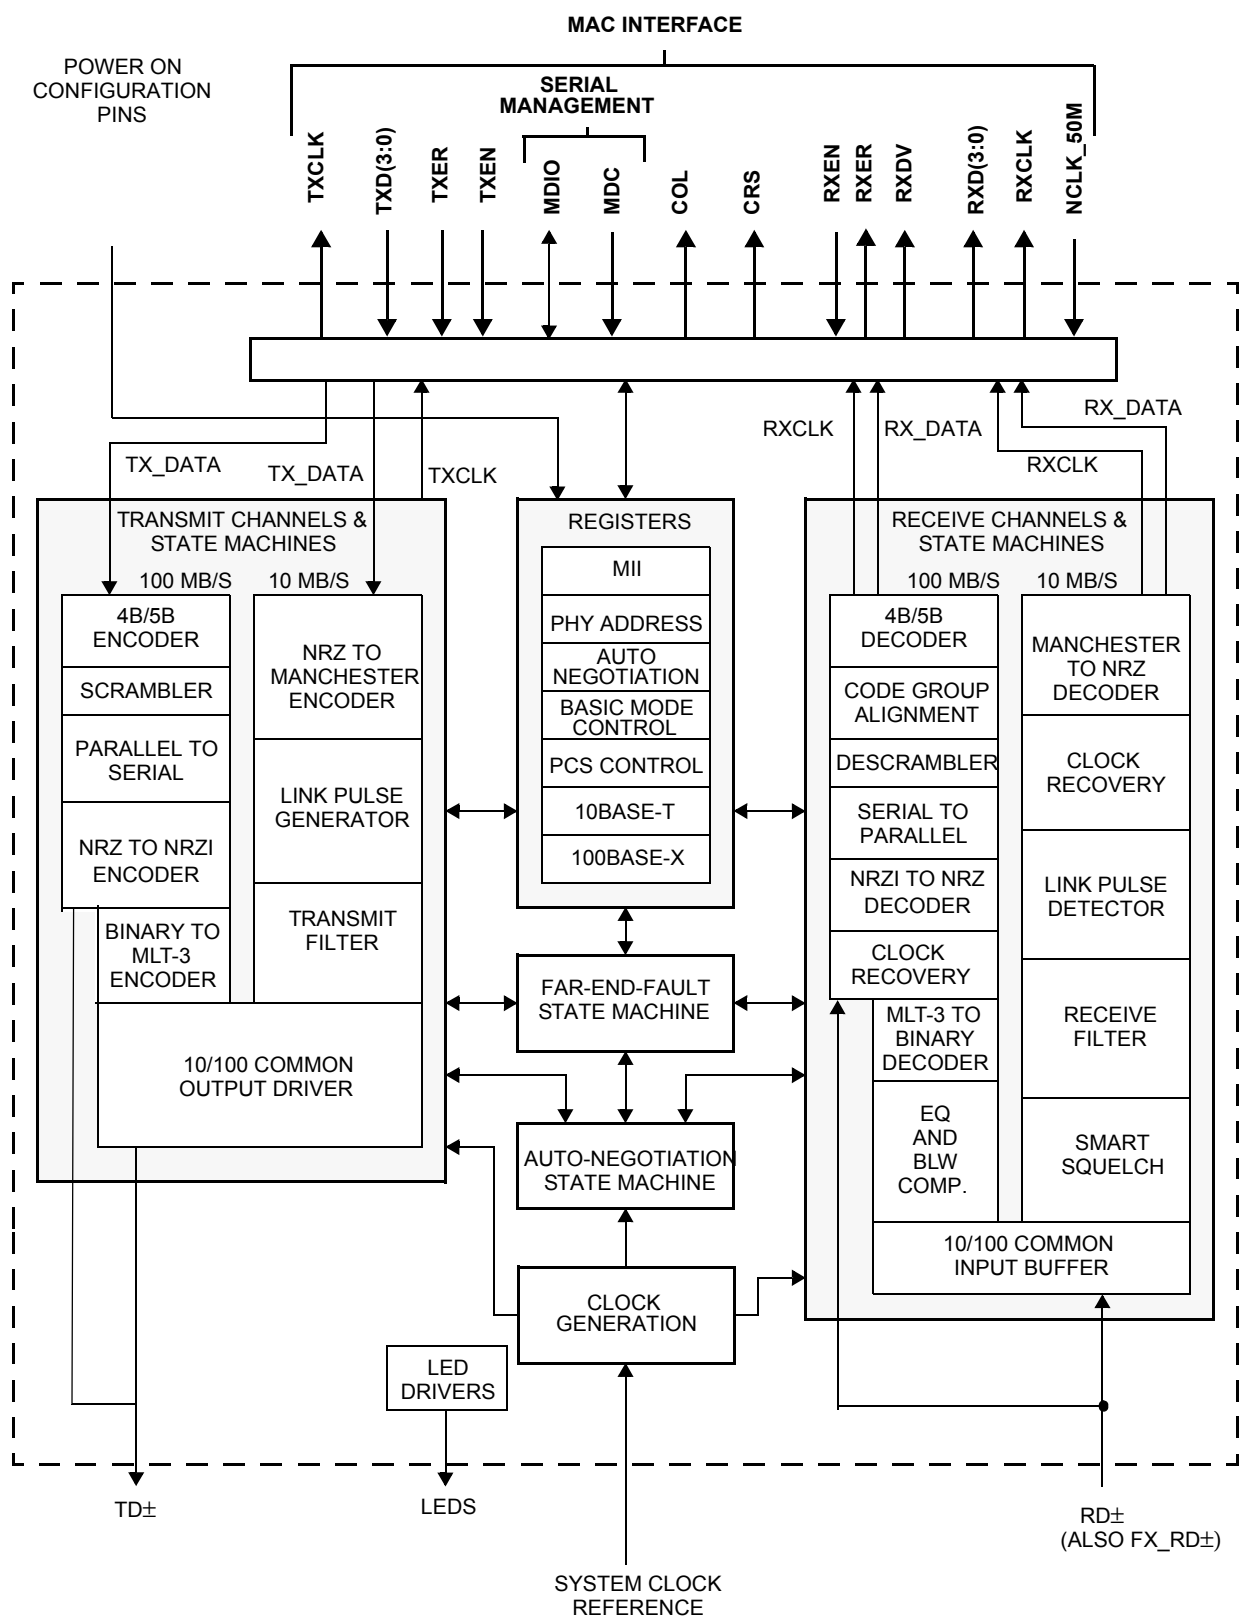 MAC INTERFACE
POWER ON
CONFIGURATION
PINS
SERIAL
MANAGEMENT
TXCLK
TXD(3:0)
TXER
TXEN
MDIO
MDC
COL
CRS
RXEN
RXER
RXDV
RXD(3:0)
RXCLK
NCLK_50M
TX_DATA
TX_DATA
TXCLK
RXCLK
RX_DATA
RXCLK
RX_DATA
TRANSMIT CHANNELS &
STATE MACHINES
100 MB/S
10 MB/S
4B/5B
ENCODER
SCRAMBLER
PARALLEL TO
SERIAL
NRZ TO NRZI
ENCODER
BINARY TO
MLT-3
ENCODER
NRZ TO
MANCHESTER
ENCODER
LINK PULSE
GENERATOR
TRANSMIT
FILTER
10/100 COMMON
OUTPUT DRIVER
REGISTERS
MII
PHY ADDRESS
AUTO
NEGOTIATION
BASIC MODE
CONTROL
PCS CONTROL
10BASE-T
100BASE-X
FAR-END-FAULT
STATE MACHINE
AUTO-NEGOTIATION
STATE MACHINE
CLOCK
GENERATION
RECEIVE CHANNELS &
STATE MACHINES
100 MB/S
10 MB/S
4B/5B
DECODER
CODE GROUP
ALIGNMENT
DESCRAMBLER
SERIAL TO
PARALLEL
NRZI TO NRZ
DECODER
CLOCK
RECOVERY
MLT-3 TO
BINARY
DECODER
EQ
AND
BLW
COMP.
MANCHESTER
TO NRZ
DECODER
CLOCK
RECOVERY
LINK PULSE
DETECTOR
RECEIVE
FILTER
SMART
SQUELCH
10/100 COMMON
INPUT BUFFER
LED
DRIVERS
TD±
LEDS
RD±
(ALSO FX_RD±)
SYSTEM CLOCK
REFERENCE